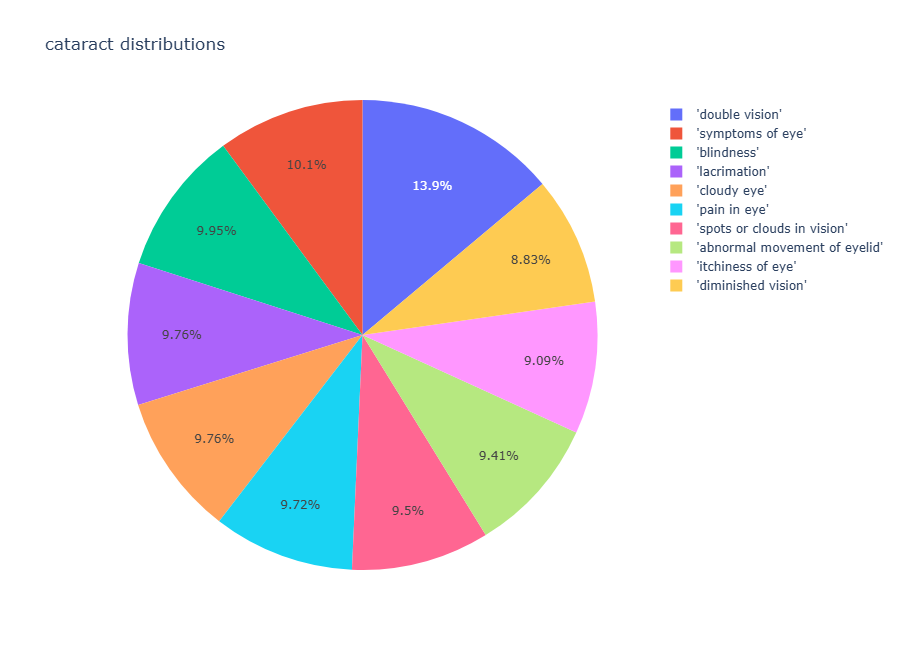 cataract distributions
13.9%
10.1%
9.95%
9.76%
9.76%
9.72%
9.5%
9.41%
9.09%
8.83%
'double vision'
'symptoms of eye'
'blindness'
'lacrimation'
'cloudy eye'
'pain in eye'
'spots or clouds in vision'
'abnormal movement of eyelid'
'itchiness of eye'
'diminished vision'